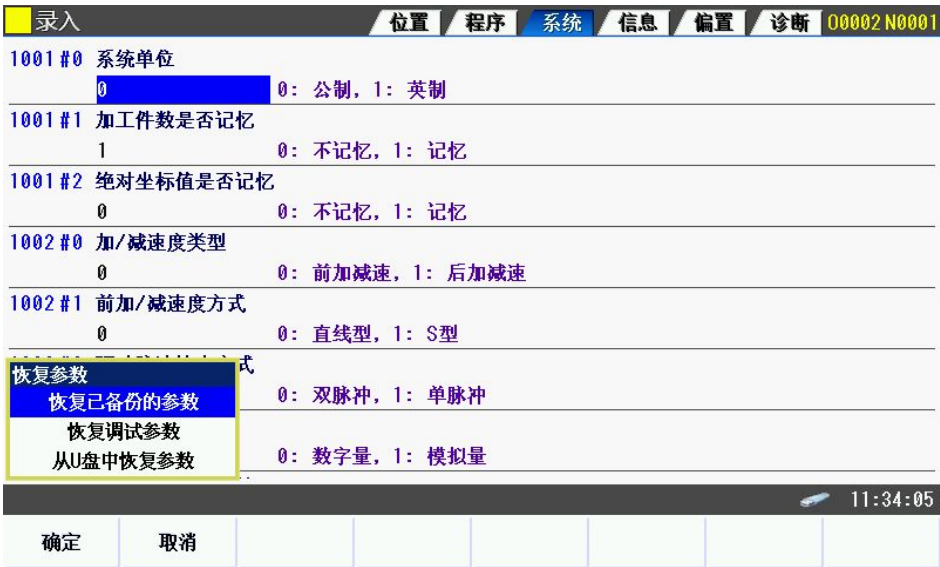 录入 位置 程序 系统 信息 偏置 诊断 O0002 N0001
1001#0 系统单位
0 0: 公制, 1: 英制
1001#1 加工件数是否记忆
1 0: 不记忆, 1: 记忆
1001#2 绝对坐标值是否记忆
0 0: 不记忆, 1: 记忆
1002#0 加/减速度类型
0 0: 前加减速, 1: 后加减速
1002#1 前加/减速度方式
0 0: 直线型, 1: S型
式
0: 双脉冲, 1: 单脉冲
0: 数字量, 1: 模拟量
恢复参数
恢复已备份的参数
恢复调试参数
从U盘中恢复参数
11:34:05
确定 取消